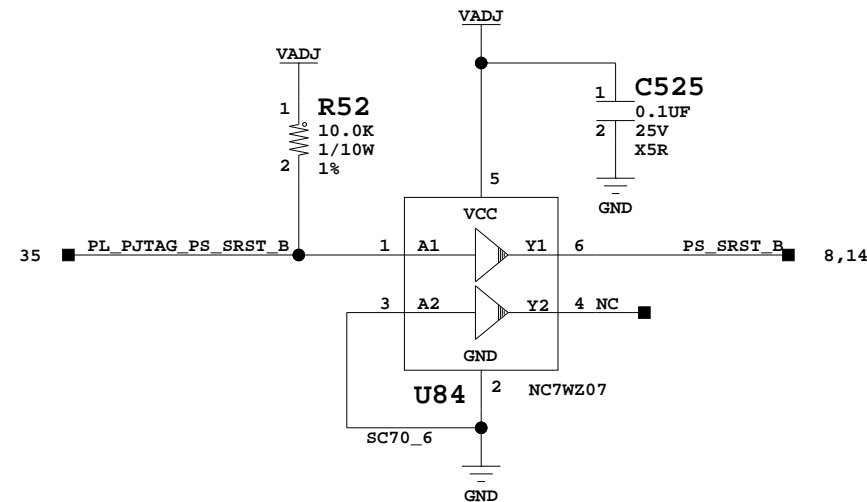 VADJ
VADJ
1 R52
10.0K
1/10W
2 1%
1 C525
0.1UF
2 25V
X5R
GND
5
VCC
35 PL_PJTAG_PS_SRST_B 1 A1 Y1 6 PS_SRST_B 8,14
3 A2 Y2 4 NC
GND
U84 2 NC7WZ07
SC70_6
GND